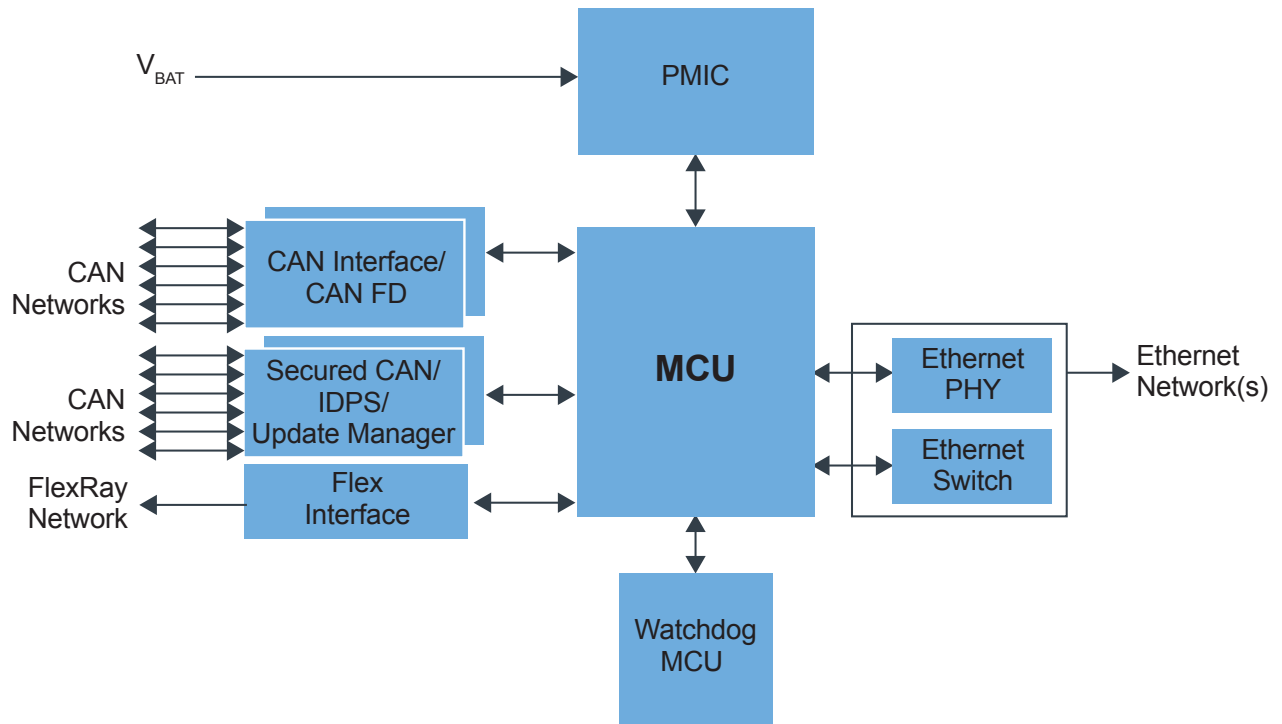 V_BAT
PMIC
CAN
Networks
CAN Interface/
CAN FD
CAN
Networks
Secured CAN/
IDPS/
Update Manager
FlexRay
Network
Flex
Interface
MCU
Ethernet
PHY
Ethernet
Switch
Ethernet
Network(s)
Watchdog
MCU